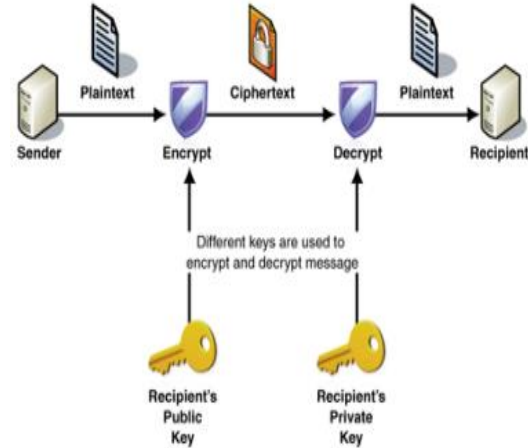 Plaintext
Ciphertext
Plaintext
Sender
Encrypt
Decrypt
Recipient
Different keys are used to
encrypt and decrypt message
Recipient's
Public
Key
Recipient's
Private
Key